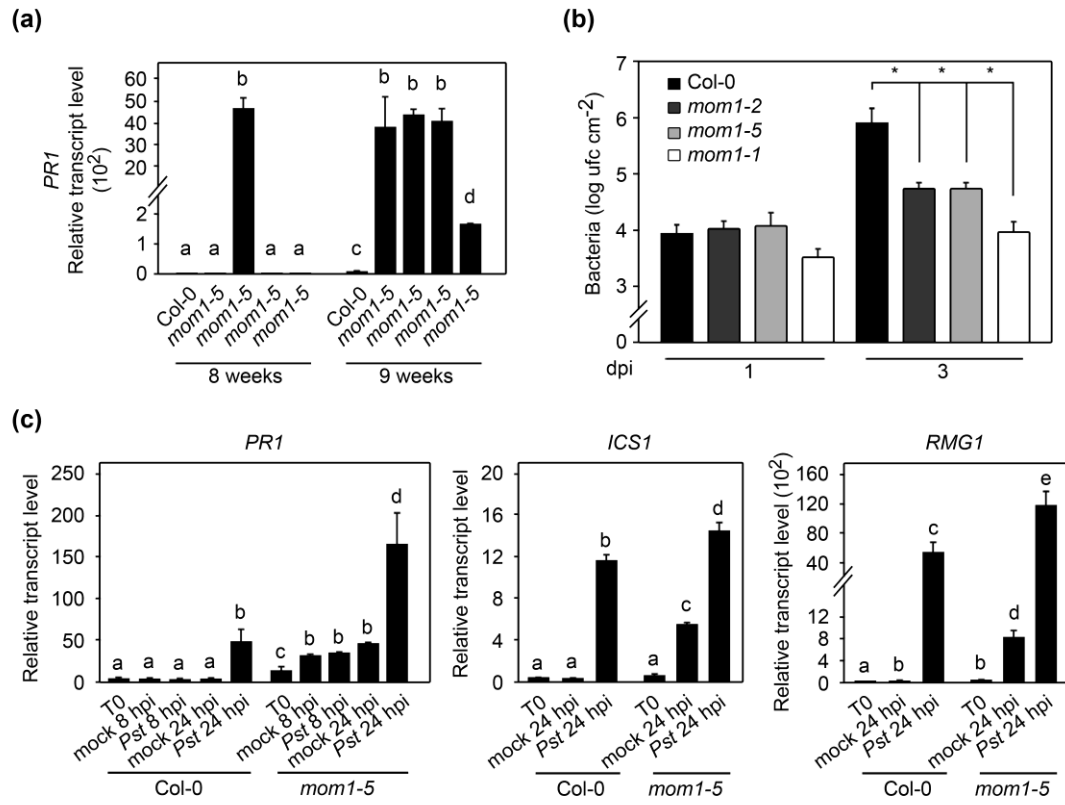 (a)
PR1
Relative transcript level
(102)
60
50
40
30
20
2
1
0
a a b a a
c b b b d
Col-0 mom1-5 mom1-5 mom1-5 mom1-5
Col-0 mom1-5 mom1-5 mom1-5 mom1-5
8 weeks 9 weeks
(b)
Bacteria (log ufc cm-2)
7
6
5
4
3
0
Col-0
mom1-2
mom1-5
mom1-1
* * *
dpi 1 3
(c)
PR1
Relative transcript level
250
200
150
100
50
0
a a a a b c b b b d
T0 mock 8 hpi Pst 8 hpi mock 24 hpi Pst 24 hpi
T0 mock 8 hpi Pst 8 hpi mock 24 hpi Pst 24 hpi
Col-0 mom1-5
ICS1
Relative transcript level
20
16
12
8
4
0
a a b a c d
T0 mock 24 hpi Pst 24 hpi
T0 mock 24 hpi Pst 24 hpi
Col-0 mom1-5
RMG1
Relative transcript level (102)
160
120
80
40
12
8
4
0
a b c b d e
T0 mock 24 hpi Pst 24 hpi
T0 mock 24 hpi Pst 24 hpi
Col-0 mom1-5